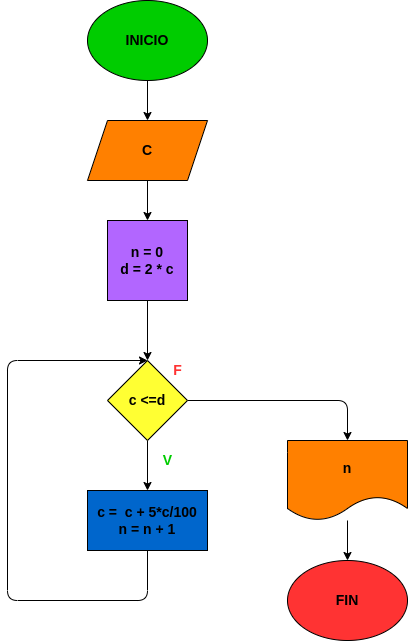 INICIO
C
n = 0
d = 2 * c
F
c <=d
V
c =  c + 5*c/100
n = n + 1
n
FIN